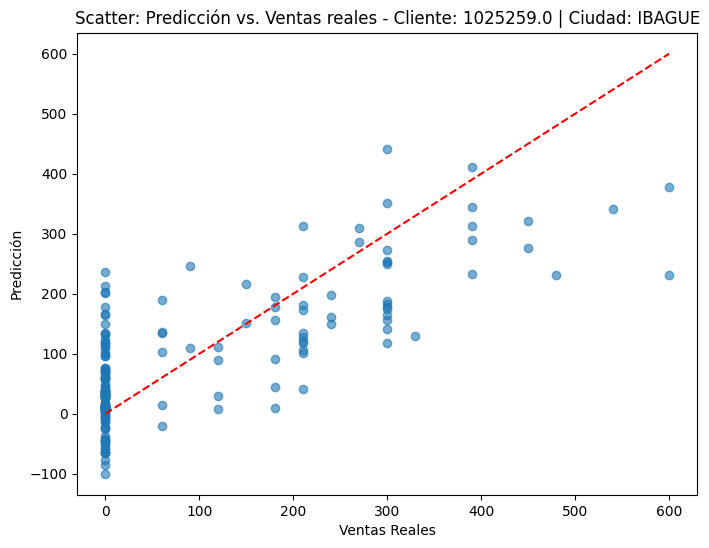 Scatter: Predicción vs. Ventas reales - Cliente: 1025259.0 | Ciudad: IBAGUE
600
500
400
300
200
100
0
−100
Predicción
0 100 200 300 400 500 600
Ventas Reales